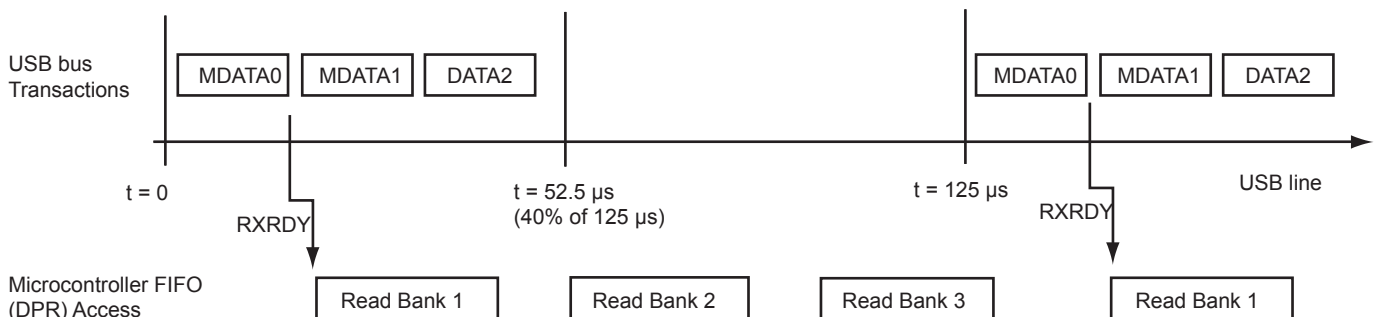 USB bus
Transactions
MDATA0 MDATA1 DATA2 MDATA0 MDATA1 DATA2
t = 0
t = 52.5 µs
(40% of 125 µs)
t = 125 µs
USB line
RXRDY RXRDY
Microcontroller FIFO
(DPR) Access
Read Bank 1 Read Bank 2 Read Bank 3 Read Bank 1